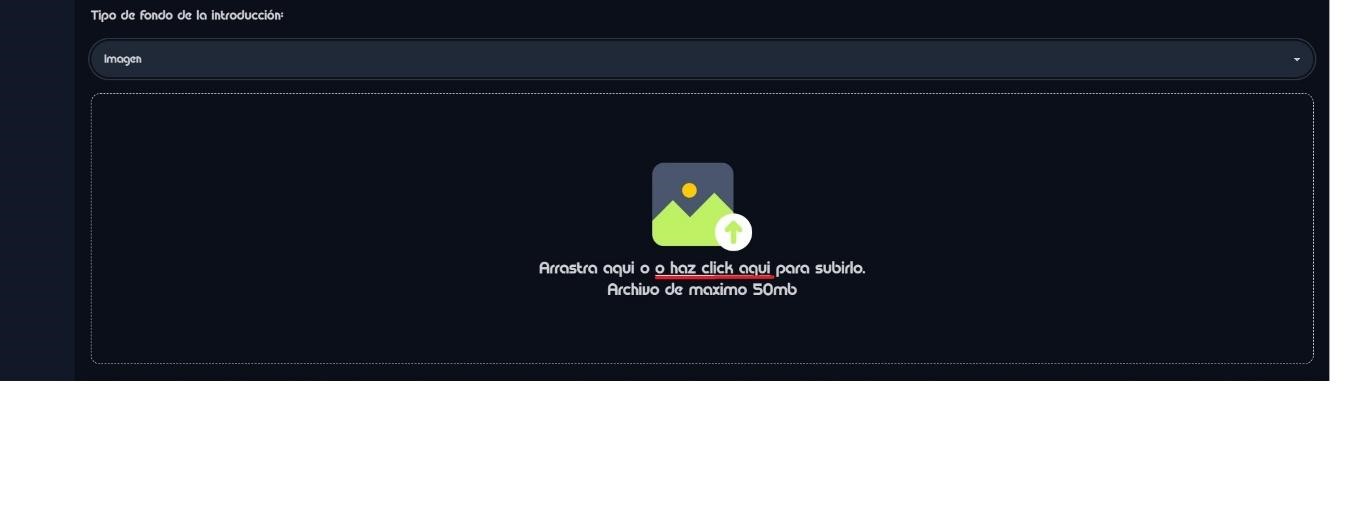 Tipo de fondo de la introducción:
Imagen
Arrastra aqui o o haz click aqui para subirlo.
Archivo de maximo 50mb